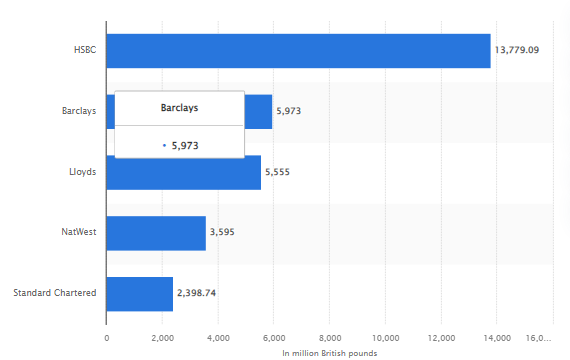 HSBC 13,779.09
Barclays 5,973
Barclays
• 5,973
Lloyds 5,555
NatWest 3,595
Standard Chartered 2,398.74
0 2,000 4,000 6,000 8,000 10,000 12,000 14,000 16,0...
In million British pounds